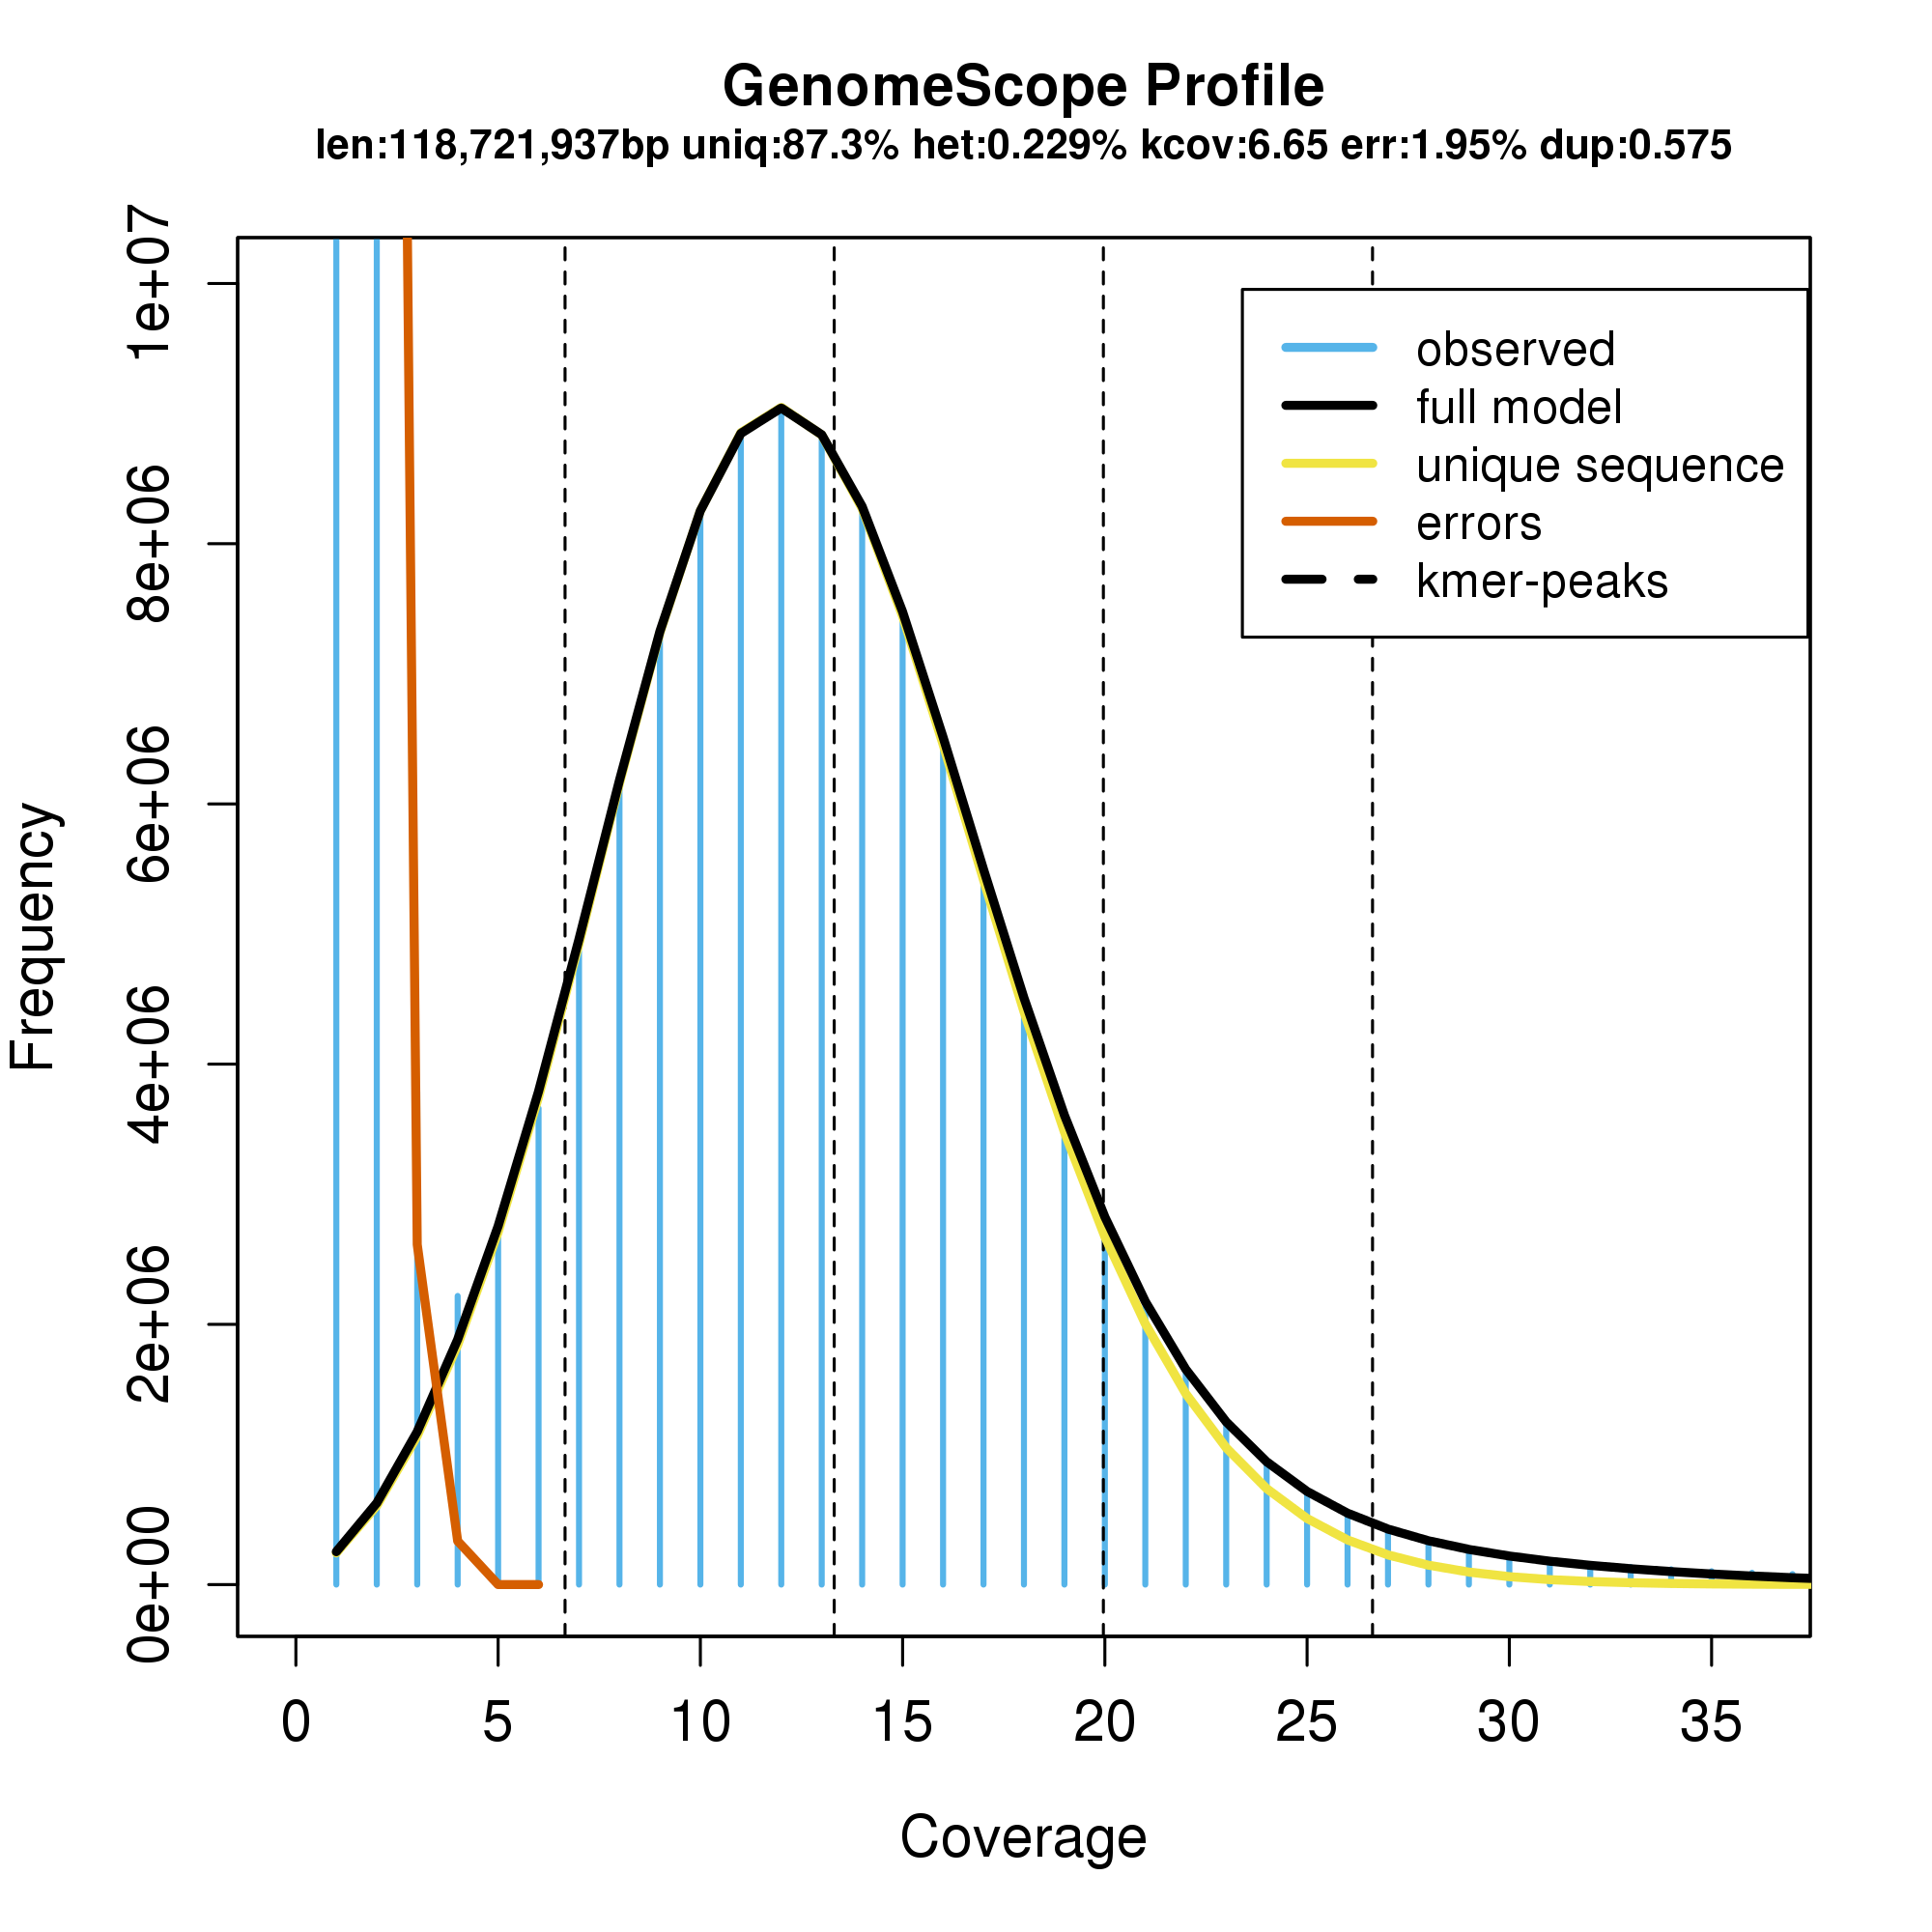 GenomeScope Profile
len:118,721,937bp uniq:87.3% het:0.229% kcov:6.65 err:1.95% dup:0.575
1e+07
8e+06
6e+06
4e+06
2e+06
0e+00
Frequency
observed
full model
unique sequence
errors
kmer-peaks
0 5 10 15 20 25 30 35
Coverage